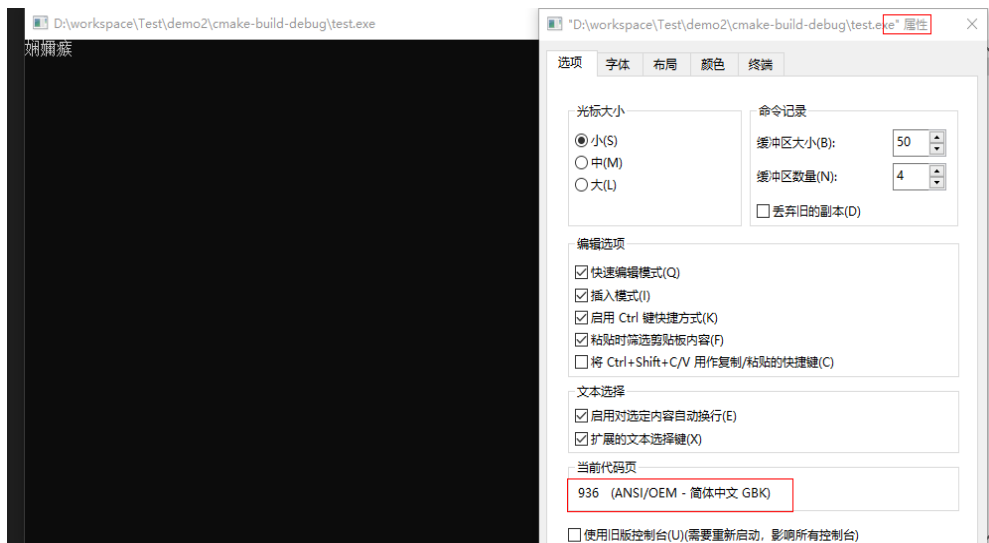 D:\workspace\Test\demo2\cmake-build-debug\test.exe
娴嬭瘯
"D:\workspace\Test\demo2\cmake-build-debug\test.exe" 属性
选项 字体 布局 颜色 终端
光标大小
小(S)
中(M)
大(L)
命令记录
缓冲区大小(B): 50
缓冲区数量(N): 4
丢弃旧的副本(D)
编辑选项
快速编辑模式(Q)
插入模式(I)
启用 Ctrl 键快捷方式(K)
粘贴时筛选剪贴板内容(F)
将 Ctrl+Shift+C/V 用作复制/粘贴的快捷键(C)
文本选择
启用对选定内容自动换行(E)
扩展的文本选择键(X)
当前代码页
936 (ANSI/OEM - 简体中文 GBK)
使用旧版控制台(U)(需要重新启动，影响所有控制台)